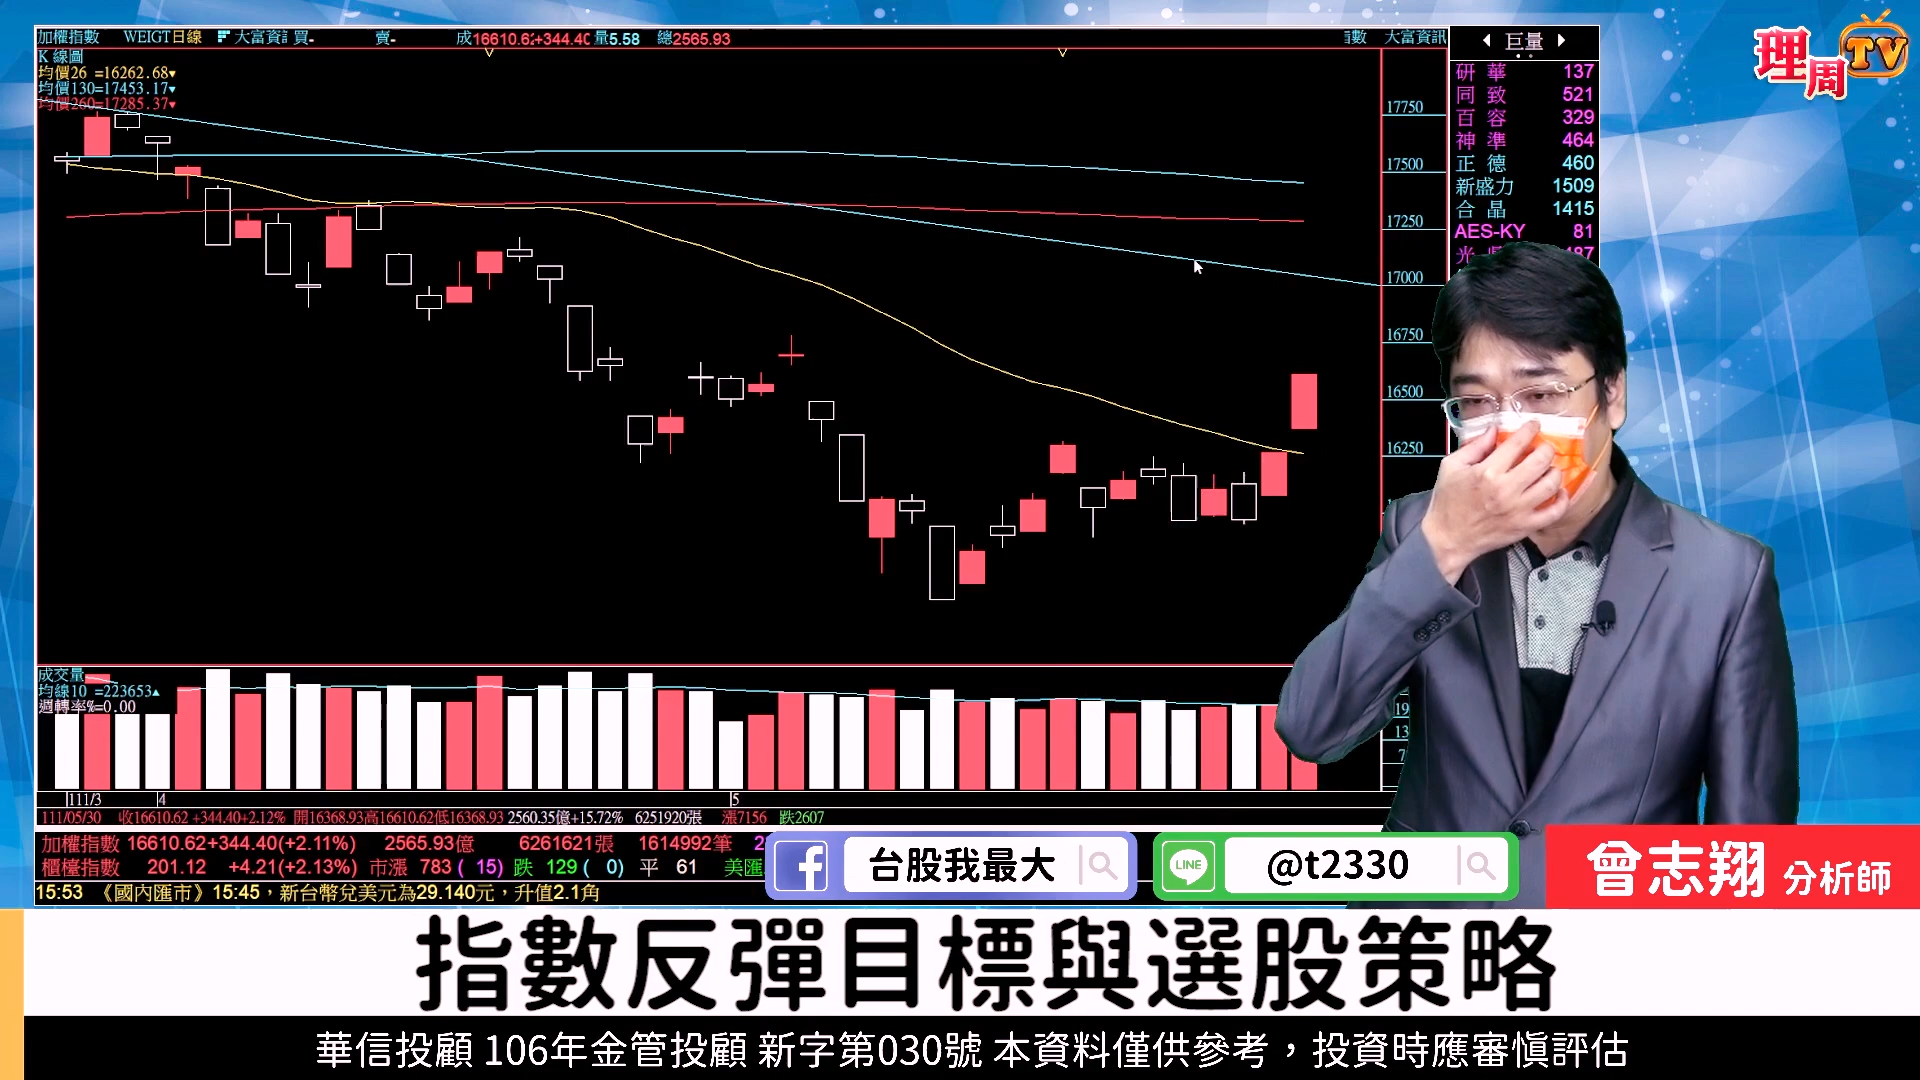 加權指數 WEIGT日線 大富資訊 買- 賣- 成16610.62+344.40 量5.58 總2565.93 指數 大富資訊
K 線圖
均價26 =16262.68▾
均價130=17453.17▾
均價260=17285.37▾
17750
17500
17250
17000
16750
16500
16250
巨量
研華 137
同致 521
百容 329
神準 464
正德 460
新盛力 1509
合晶 1415
AES-KY 81
理周TV
成交量
均線10 =223653▴
週轉率%=0.00
111/3 4 5
111/05/30 收16610.62 +344.40+2.12% 開16368.93高16610.62低16368.93 2560.35億+15.72% 6251920張 漲7156 跌2607
加權指數 16610.62+344.40(+2.11%) 2565.93億 6261621張 1614992筆
櫃檯指數 201.12 +4.21(+2.13%) 市漲 783 ( 15) 跌 129 ( 0) 平 61 美匯
15:53 《國內匯市》15:45，新台幣兌美元為29.140元，升值2.1角
台股我最大
LINE
@t2330
曾志翔 分析師
指數反彈目標與選股策略
華信投顧 106年金管投顧 新字第030號 本資料僅供參考，投資時應審慎評估